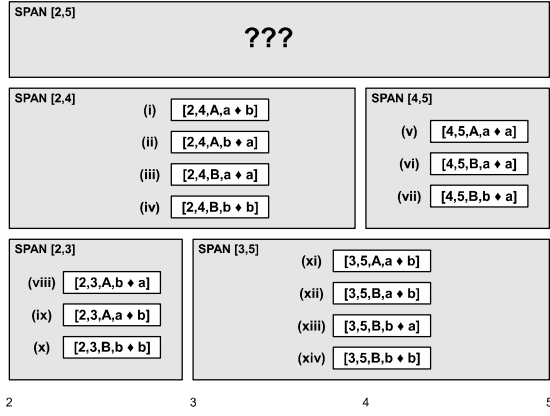 SPAN [2,5]
???
SPAN [2,4]
(i) [2,4,A,a ♦ b]
(ii) [2,4,A,b ♦ a]
(iii) [2,4,B,a ♦ a]
(iv) [2,4,B,b ♦ b]
SPAN [4,5]
(v) [4,5,A,a ♦ a]
(vi) [4,5,B,a ♦ a]
(vii) [4,5,B,b ♦ a]
SPAN [2,3]
(viii) [2,3,A,b ♦ a]
(ix) [2,3,A,a ♦ b]
(x) [2,3,B,b ♦ b]
SPAN [3,5]
(xi) [3,5,A,a ♦ b]
(xii) [3,5,B,a ♦ b]
(xiii) [3,5,B,b ♦ a]
(xiv) [3,5,B,b ♦ b]
2 3 4 5